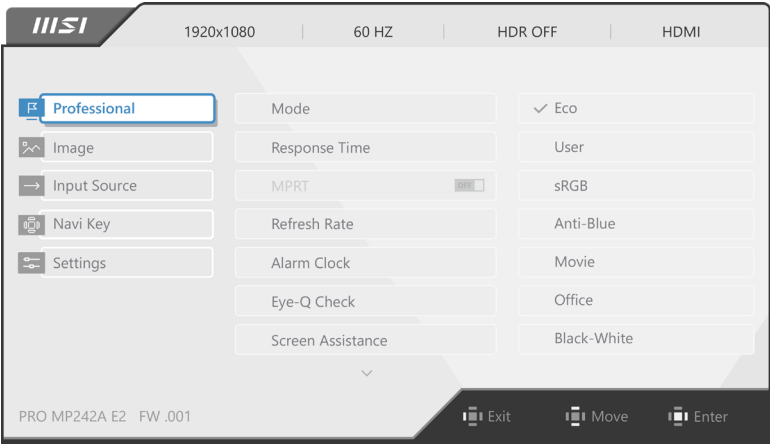 msi
1920x1080 60 HZ HDR OFF HDMI
Professional Mode Eco
Image Response Time User
Input Source MPRT OFF sRGB
Navi Key Refresh Rate Anti-Blue
Settings Alarm Clock Movie
Eye-Q Check Office
Screen Assistance Black-White
PRO MP242A E2 FW .001 Exit Move Enter